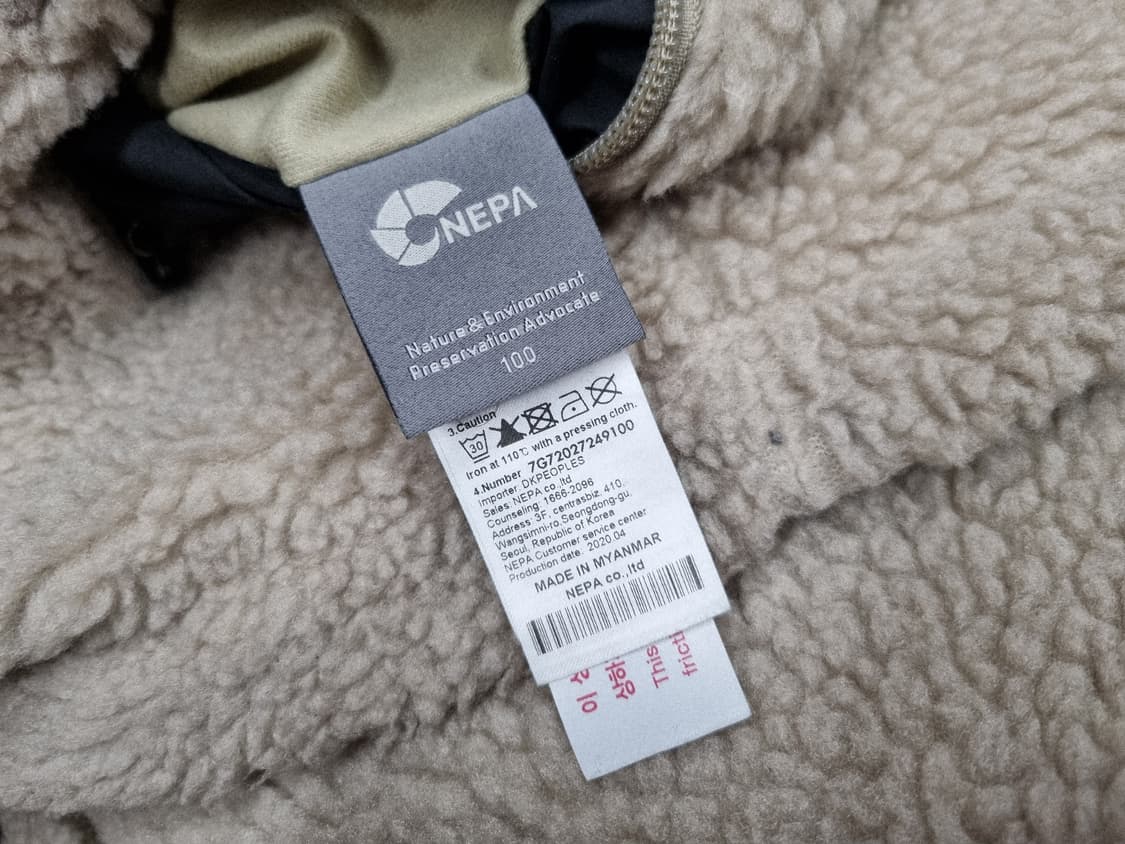 NEPA
Nature & Environment
Preservation Advocate
100
3.Caution
30
Iron at 110℃ with a pressing cloth.
4.Number 7G72027249100
Importer: DKPEOPLES
Sales: NEPA co.,ltd
Counseling: 1666-2096
Address: 3F, centrasbiz, 410,
Wangsimni-ro, Seongdong-gu,
Seoul, Republic of Korea
NEPA Customer service center
Production date: 2020.04
MADE IN MYANMAR
NEPA co.,ltd
이
This